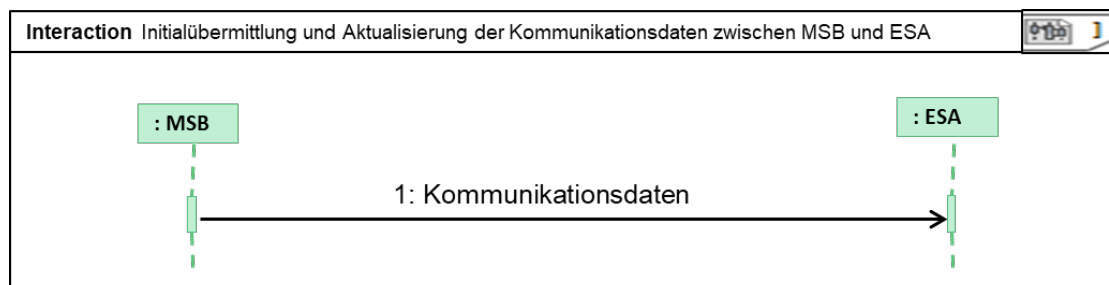 Interaction Initialübermittlung und Aktualisierung der Kommunikationsdaten zwischen MSB und ESA
: MSB
: ESA
1: Kommunikationsdaten